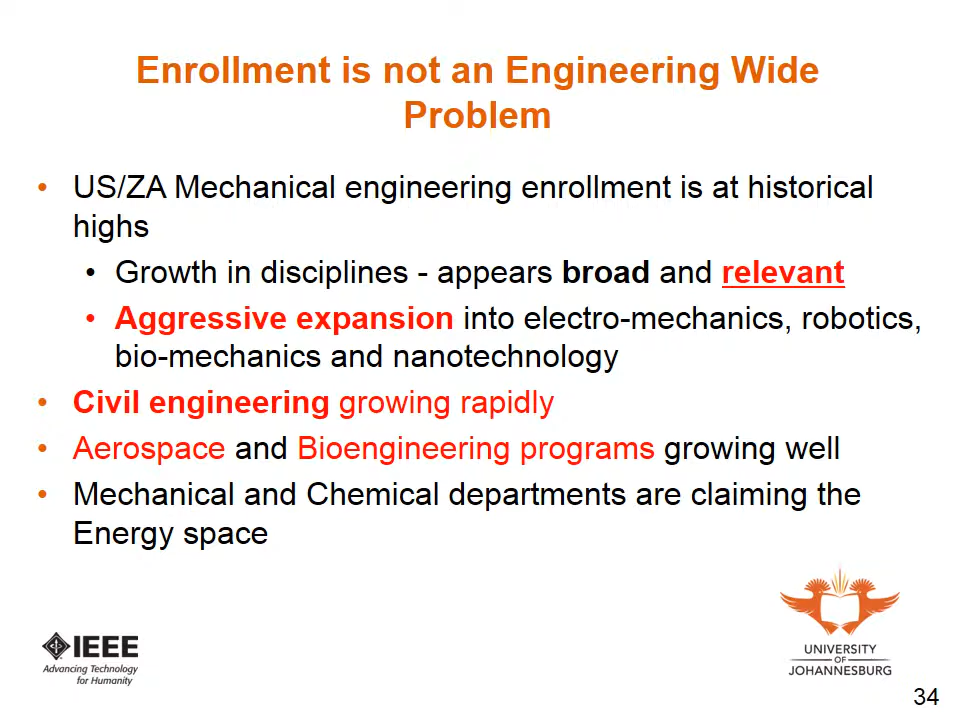 Enrollment is not an Engineering Wide
Problem
• US/ZA Mechanical engineering enrollment is at historical
highs
• Growth in disciplines - appears broad and relevant
• Aggressive expansion into electro-mechanics, robotics,
bio-mechanics and nanotechnology
• Civil engineering growing rapidly
• Aerospace and Bioengineering programs growing well
• Mechanical and Chemical departments are claiming the
Energy space
IEEE
Advancing Technology
for Humanity
UNIVERSITY
OF
JOHANNESBURG
34